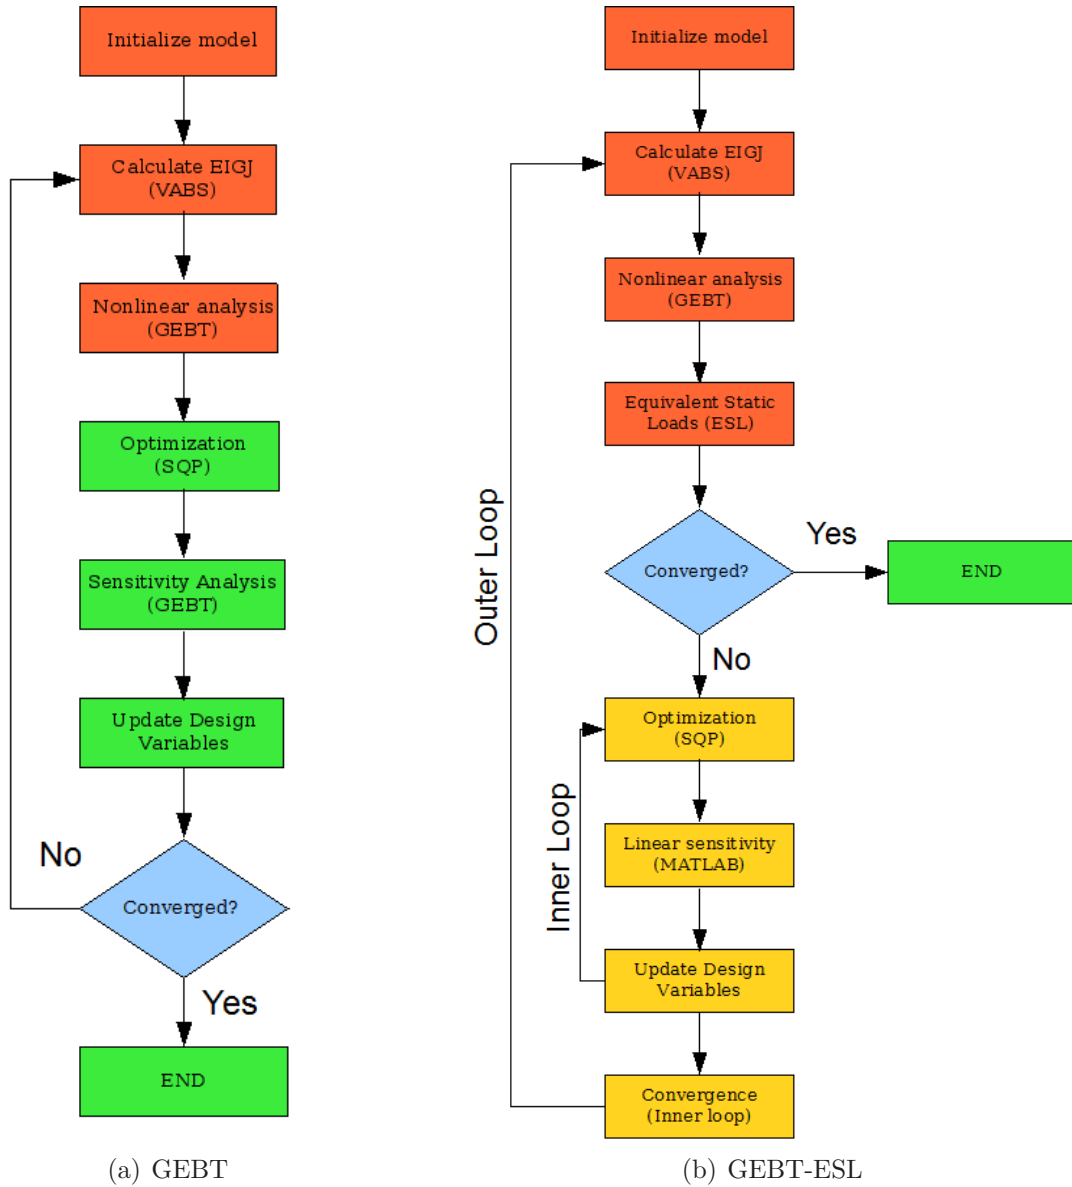 Initialize model
Calculate EIGJ
(VABS)
Nonlinear analysis
(GEBT)
Optimization
(SQP)
Sensitivity Analysis
(GEBT)
Update Design
Variables
No
Converged?
Yes
END
(a) GEBT
Initialize model
Calculate EIGJ
(VABS)
Nonlinear analysis
(GEBT)
Equivalent Static
Loads (ESL)
Outer Loop
Converged?
Yes
END
No
Optimization
(SQP)
Inner Loop
Linear sensitivity
(MATLAB)
Update Design
Variables
Convergence
(Inner loop)
(b) GEBT-ESL